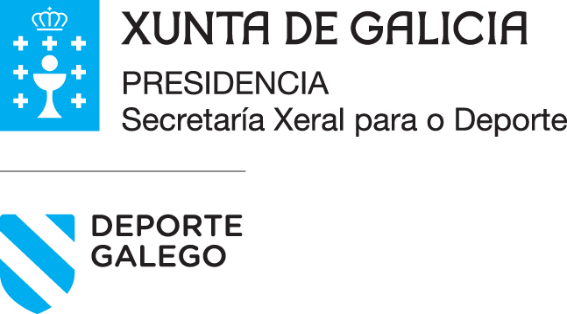 XUNTA DE GALICIA
PRESIDENCIA
Secretaría Xeral para o Deporte
DEPORTE
GALEGO